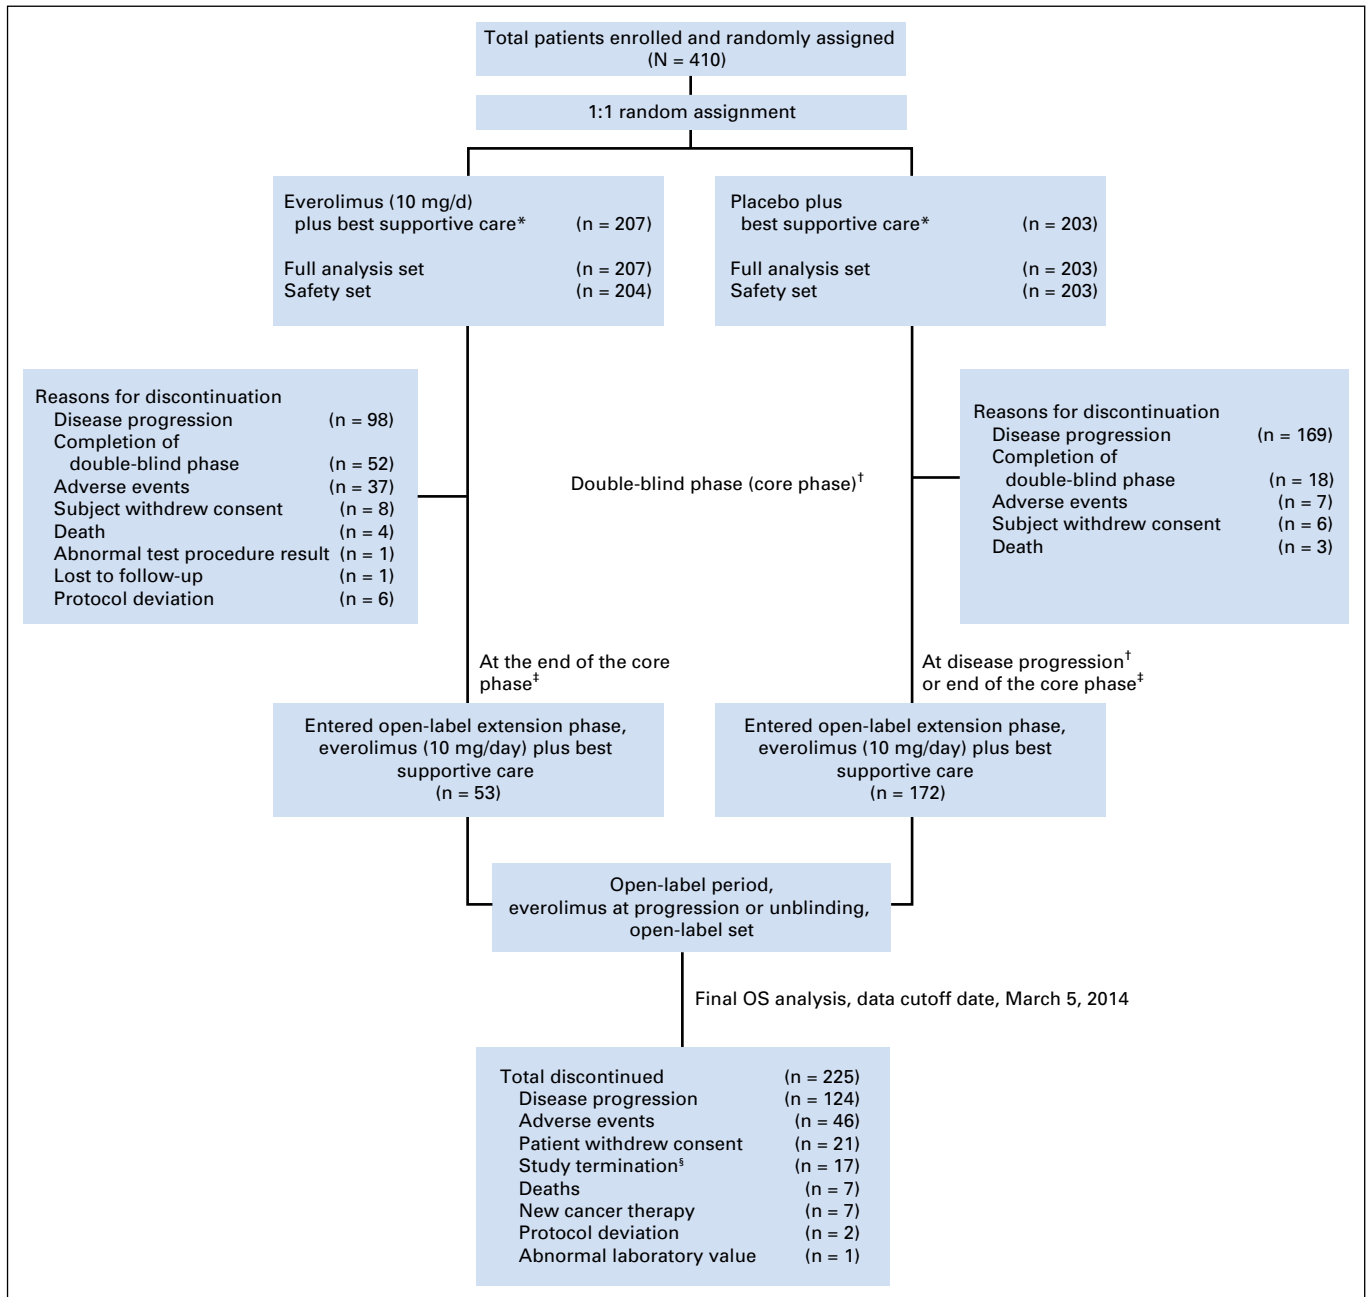 Total patients enrolled and randomly assigned
(N = 410)
1:1 random assignment
Everolimus (10 mg/d)
plus best supportive care* (n = 207)
Full analysis set (n = 207)
Safety set (n = 204)
Placebo plus
best supportive care* (n = 203)
Full analysis set (n = 203)
Safety set (n = 203)
Reasons for discontinuation
Disease progression (n = 98)
Completion of
double-blind phase (n = 52)
Adverse events (n = 37)
Subject withdrew consent (n = 8)
Death (n = 4)
Abnormal test procedure result (n = 1)
Lost to follow-up (n = 1)
Protocol deviation (n = 6)
Double-blind phase (core phase)†
Reasons for discontinuation
Disease progression (n = 169)
Completion of
double-blind phase (n = 18)
Adverse events (n = 7)
Subject withdrew consent (n = 6)
Death (n = 3)
At the end of the core
phase‡
At disease progression†
or end of the core phase‡
Entered open-label extension phase,
everolimus (10 mg/day) plus best
supportive care
(n = 53)
Entered open-label extension phase,
everolimus (10 mg/day) plus best
supportive care
(n = 172)
Open-label period,
everolimus at progression or unblinding,
open-label set
Final OS analysis, data cutoff date, March 5, 2014
Total discontinued (n = 225)
Disease progression (n = 124)
Adverse events (n = 46)
Patient withdrew consent (n = 21)
Study termination§ (n = 17)
Deaths (n = 7)
New cancer therapy (n = 7)
Protocol deviation (n = 2)
Abnormal laboratory value (n = 1)